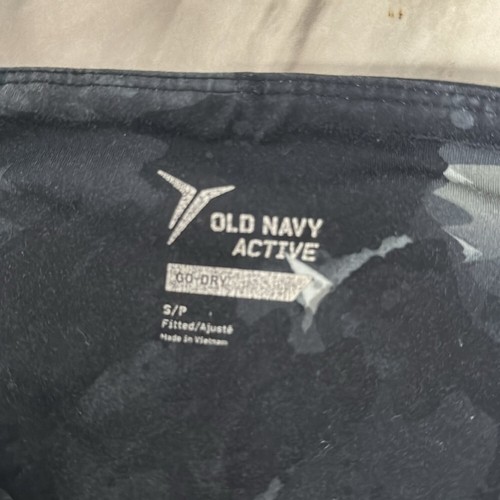 OLD NAVY
ACTIVE
GO-DRY
S/P
Fitted/Ajusté
Made in Vietnam